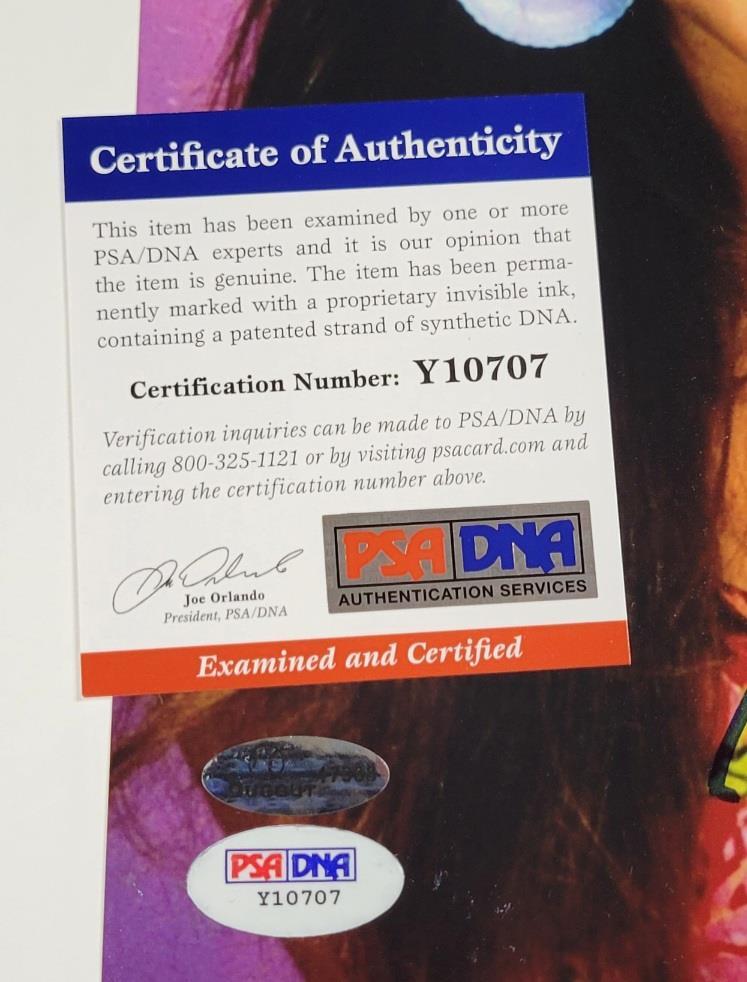 Certificate of Authenticity
This item has been examined by one or more
PSA/DNA experts and it is our opinion that
the item is genuine. The item has been perma-
nently marked with a proprietary invisible ink,
containing a patented strand of synthetic DNA.
Certification Number: Y10707
Verification inquiries can be made to PSA/DNA by
calling 800-325-1121 or by visiting psacard.com and
entering the certification number above.
PSA DNA
AUTHENTICATION SERVICES
Joe Orlando
President, PSA/DNA
Examined and Certified
DUGOUT
PSA DNA
Y10707